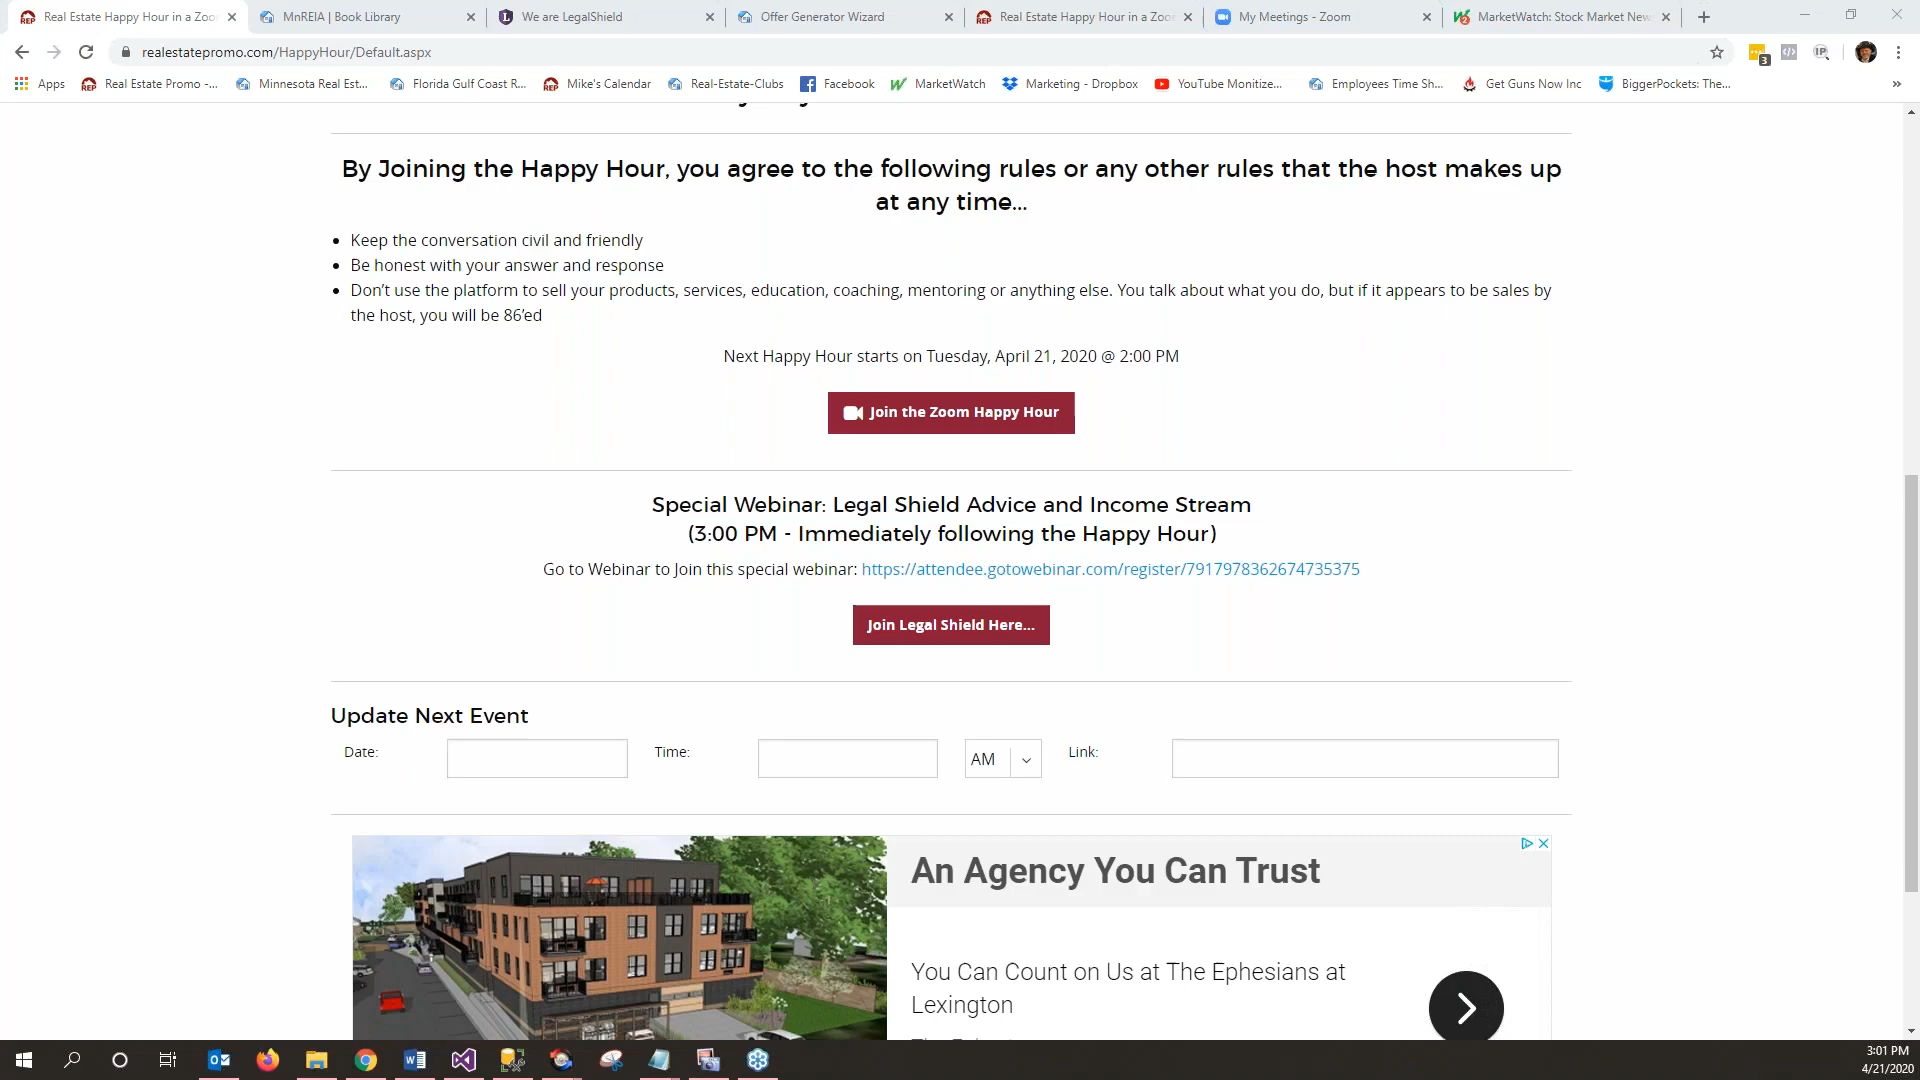 Real Estate Happy Hour in a Zoo
MnREIA | Book Library
We are LegalShield
Offer Generator Wizard
Real Estate Happy Hour in a Zoo
My Meetings - Zoom
MarketWatch: Stock Market New
realestatepromo.com/HappyHour/Default.aspx
3
IP
Apps
Real Estate Promo -...
Minnesota Real Est...
Florida Gulf Coast R...
Mike's Calendar
Real-Estate-Clubs
Facebook
MarketWatch
Marketing - Dropbox
YouTube Monitize...
Employees Time Sh...
Get Guns Now Inc
BiggerPockets: The...
By Joining the Happy Hour, you agree to the following rules or any other rules that the host makes up
at any time...
Keep the conversation civil and friendly
Be honest with your answer and response
Don't use the platform to sell your products, services, education, coaching, mentoring or anything else. You talk about what you do, but if it appears to be sales by
the host, you will be 86'ed
Next Happy Hour starts on Tuesday, April 21, 2020 @ 2:00 PM
Join the Zoom Happy Hour
Special Webinar: Legal Shield Advice and Income Stream
(3:00 PM - Immediately following the Happy Hour)
Go to Webinar to Join this special webinar: https://attendee.gotowebinar.com/register/7917978362674735375
Join Legal Shield Here...
Update Next Event
Date:
Time:
AM
Link:
An Agency You Can Trust
You Can Count on Us at The Ephesians at
Lexington
3:01 PM
4/21/2020